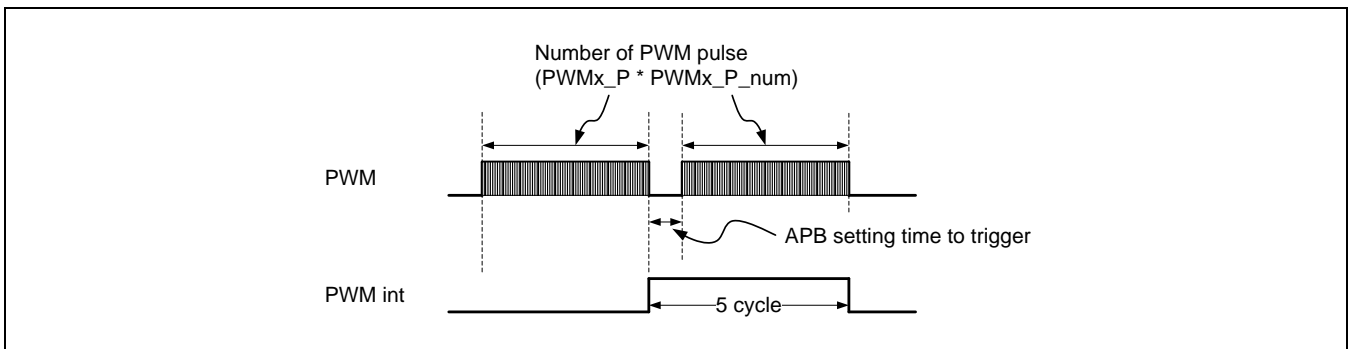 Number of PWM pulse
(PWMx_P * PWMx_P_num)
PWM
APB setting time to trigger
PWM int
5 cycle